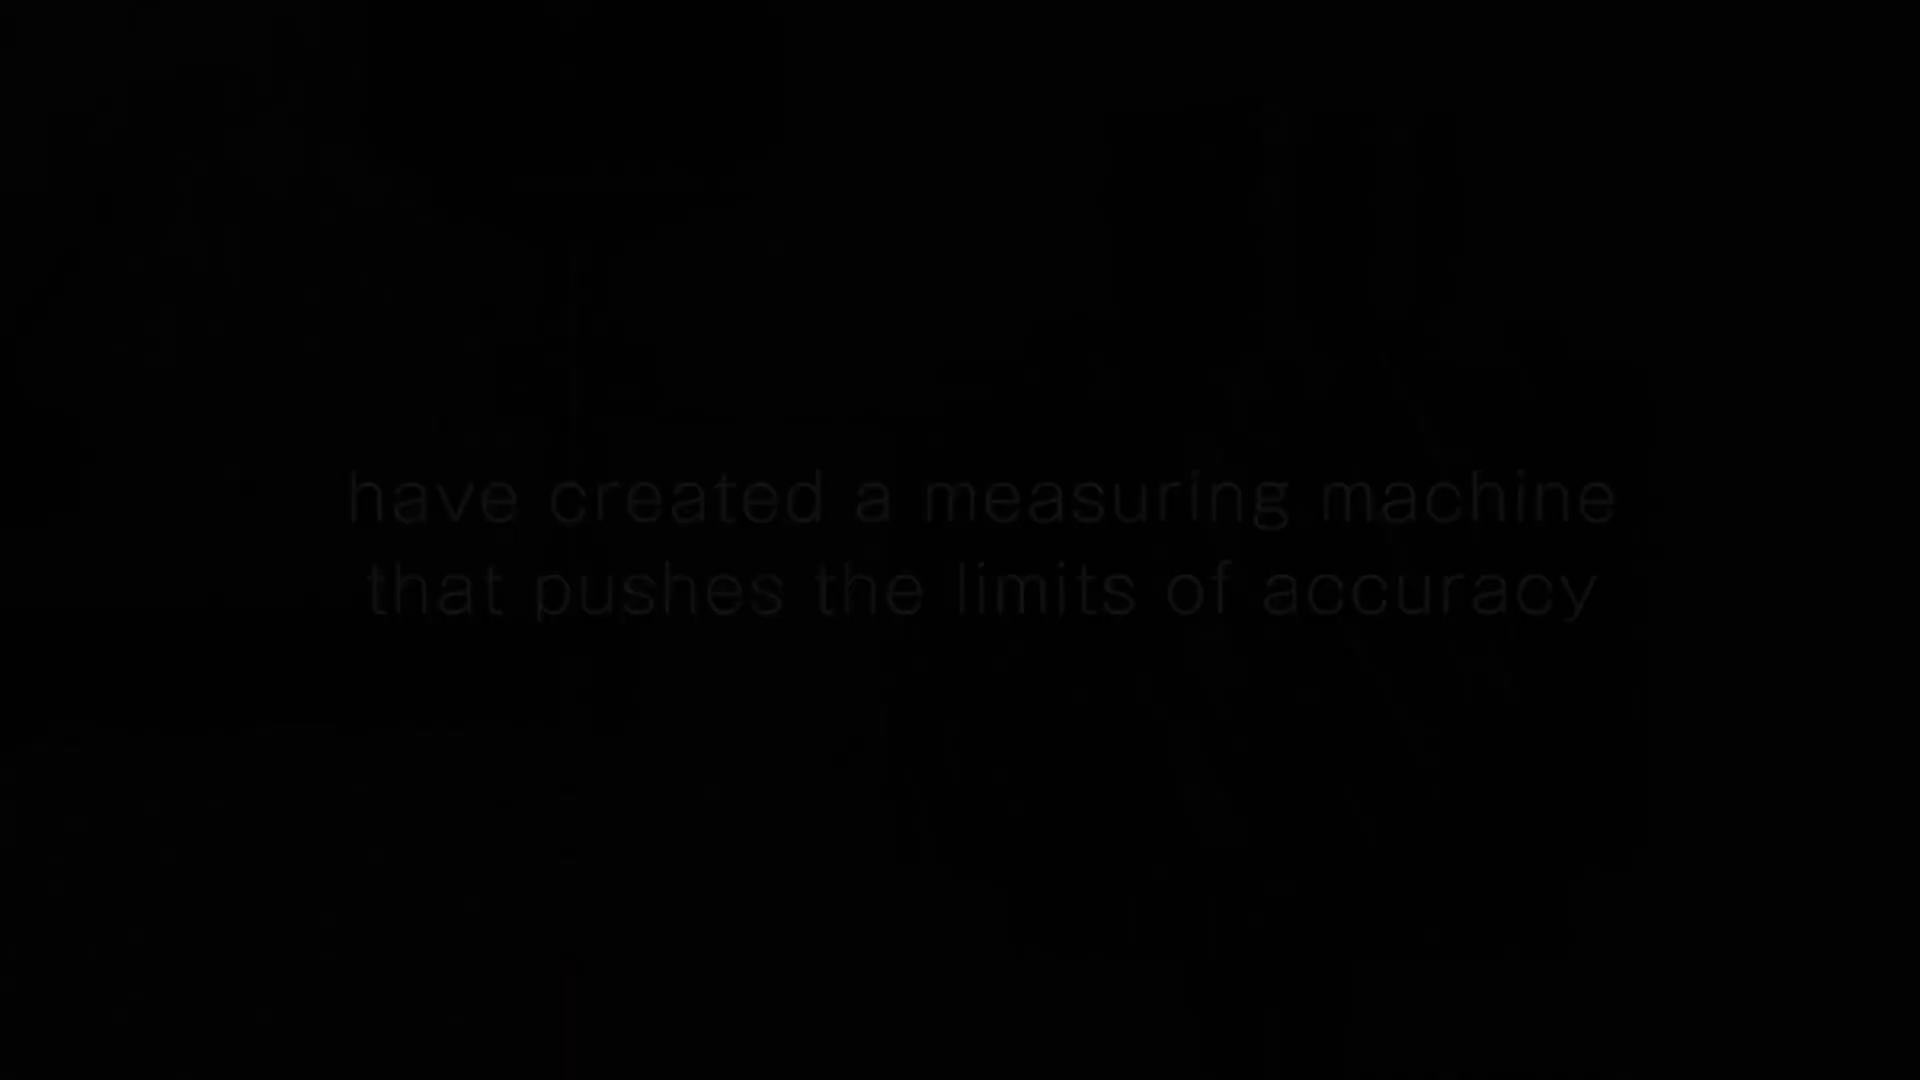 have created a measuring machine
that pushes the limits of accuracy